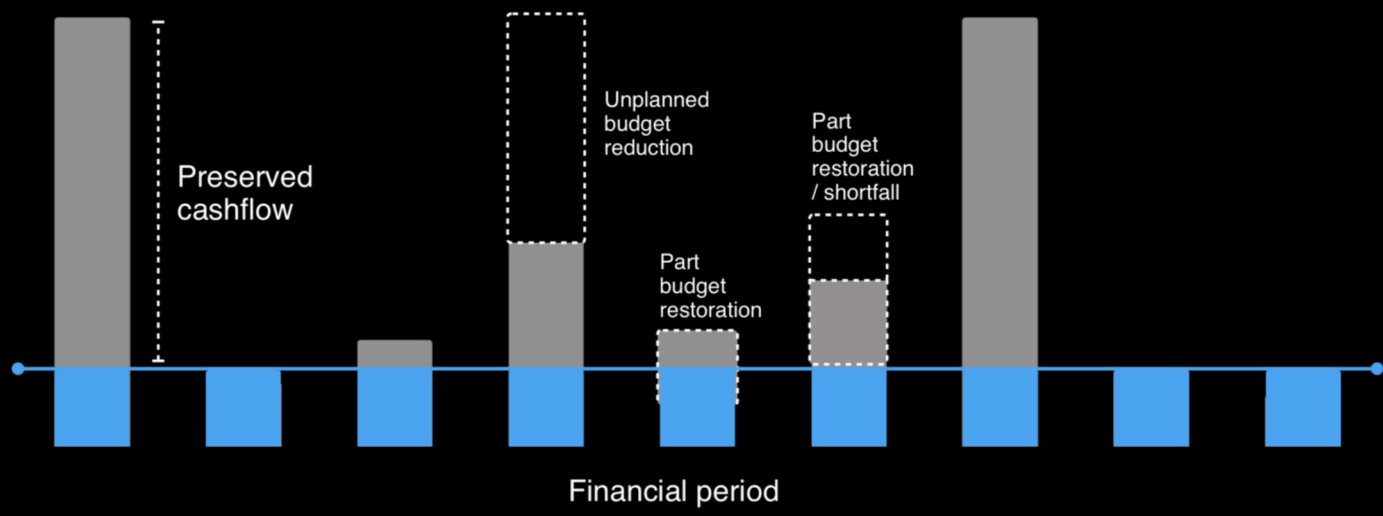 Preserved
cashflow
Unplanned
budget
reduction
Part
budget
restoration
Part
budget
restoration
/ shortfall
Financial period